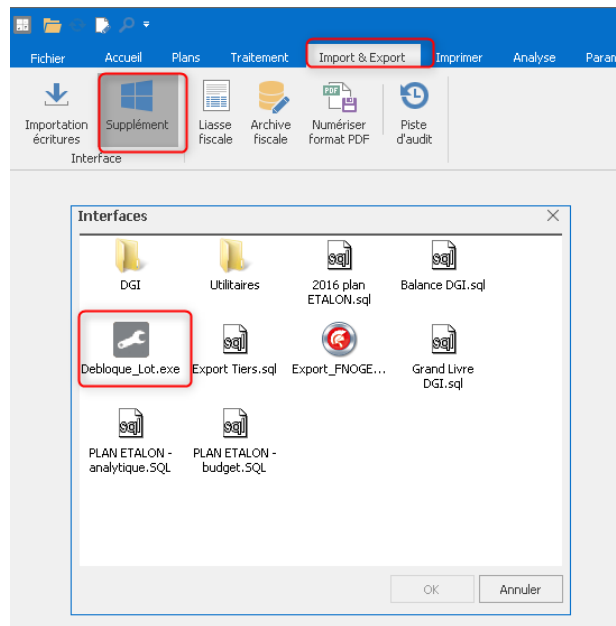 Fichier Accueil Plans Traitement Import & Export Imprimer Analyse Param
Importation écritures
Supplément
Liasse fiscale
Archive fiscale
Numériser format PDF
Piste d'audit
Interface
Interfaces
DGI
Utilitaires
2016 plan ETALON.sql
Balance DGI.sql
Debloque_Lot.exe
Export Tiers.sql
Export_FNOGE...
Grand Livre DGI.sql
PLAN ETALON - analytique.SQL
PLAN ETALON - budget.SQL
OK Annuler